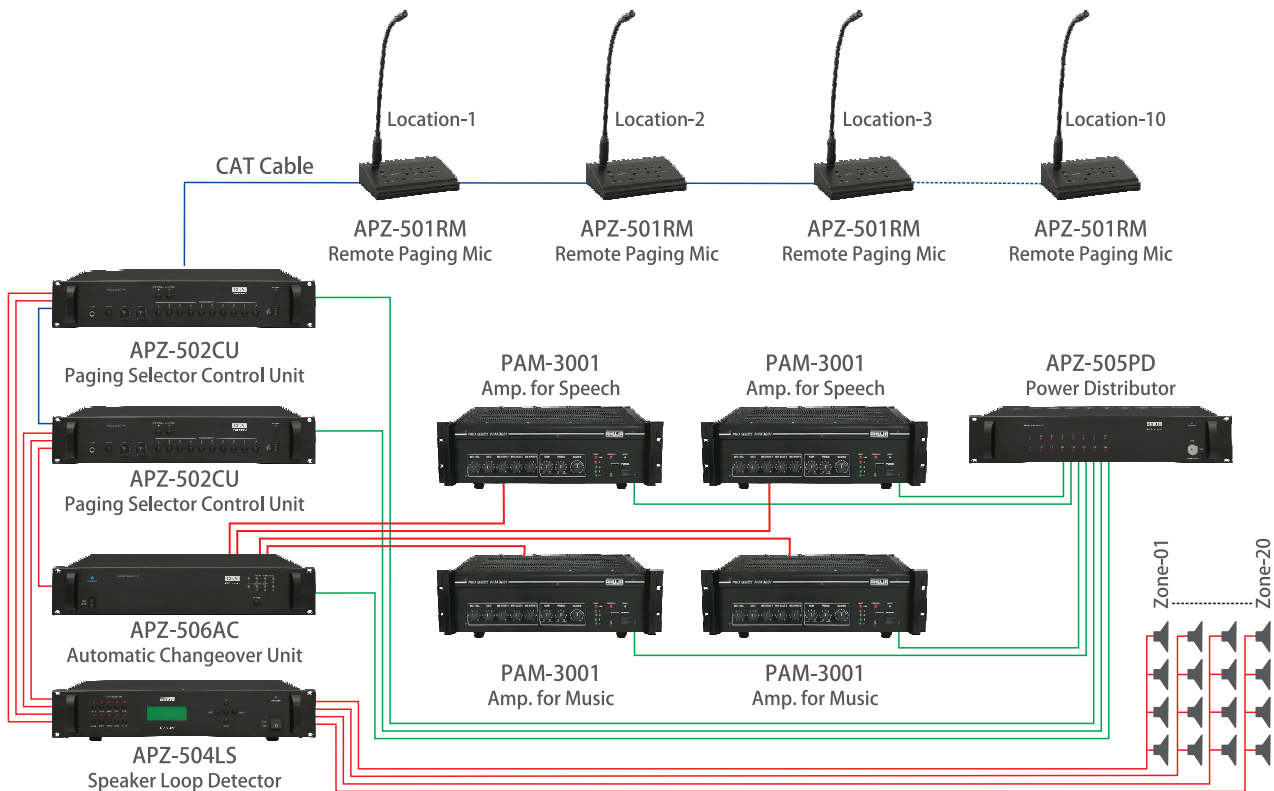 Location-1
Location-2
Location-3
Location-10
CAT Cable
APZ-501RM
Remote Paging Mic
APZ-501RM
Remote Paging Mic
APZ-501RM
Remote Paging Mic
APZ-501RM
Remote Paging Mic
APZ-502CU
Paging Selector Control Unit
PAM-3001
Amp. for Speech
PAM-3001
Amp. for Speech
APZ-505PD
Power Distributor
APZ-502CU
Paging Selector Control Unit
AHUJA
AHUJA
Zone-01
Zone-20
APZ-506AC
Automatic Changeover Unit
AHUJA
AHUJA
PAM-3001
Amp. for Music
PAM-3001
Amp. for Music
APZ-504LS
Speaker Loop Detector